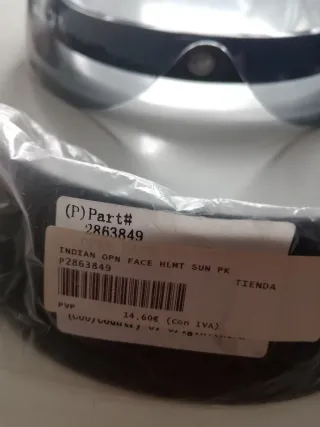 (P)Part#
2863849
INDIAN OPN FACE HLMT SUN PK
P2863849
TIENDA
PVP
14,60€ (Con IVA)